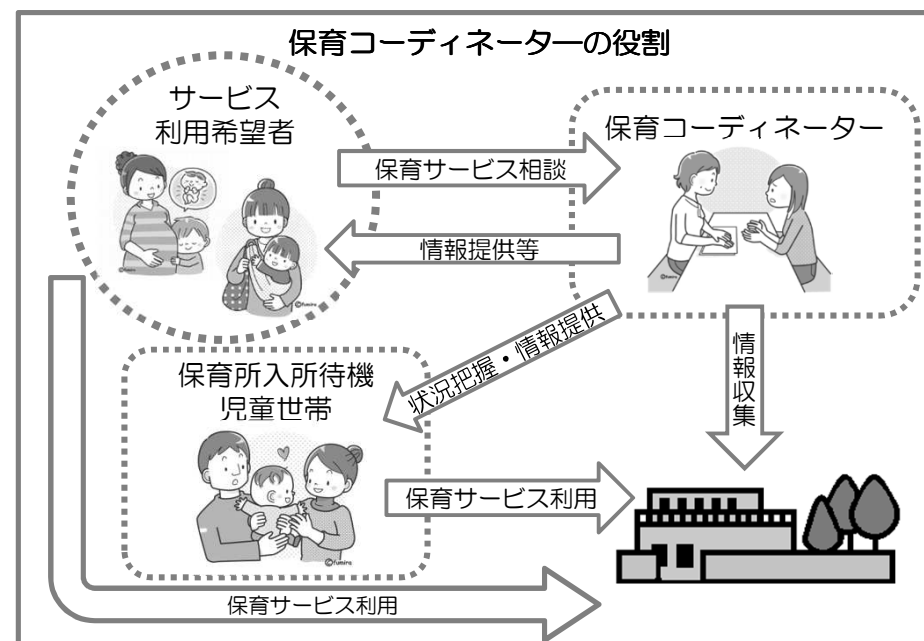 保育コーディネーターの役割
サービス
利用希望者
保育コーディネーター
保育サービス相談
情報提供等
©fumira
©fumira
状況把握・情報提供
情報収集
保育所入所待機
児童世帯
保育サービス利用
©fumira
保育サービス利用